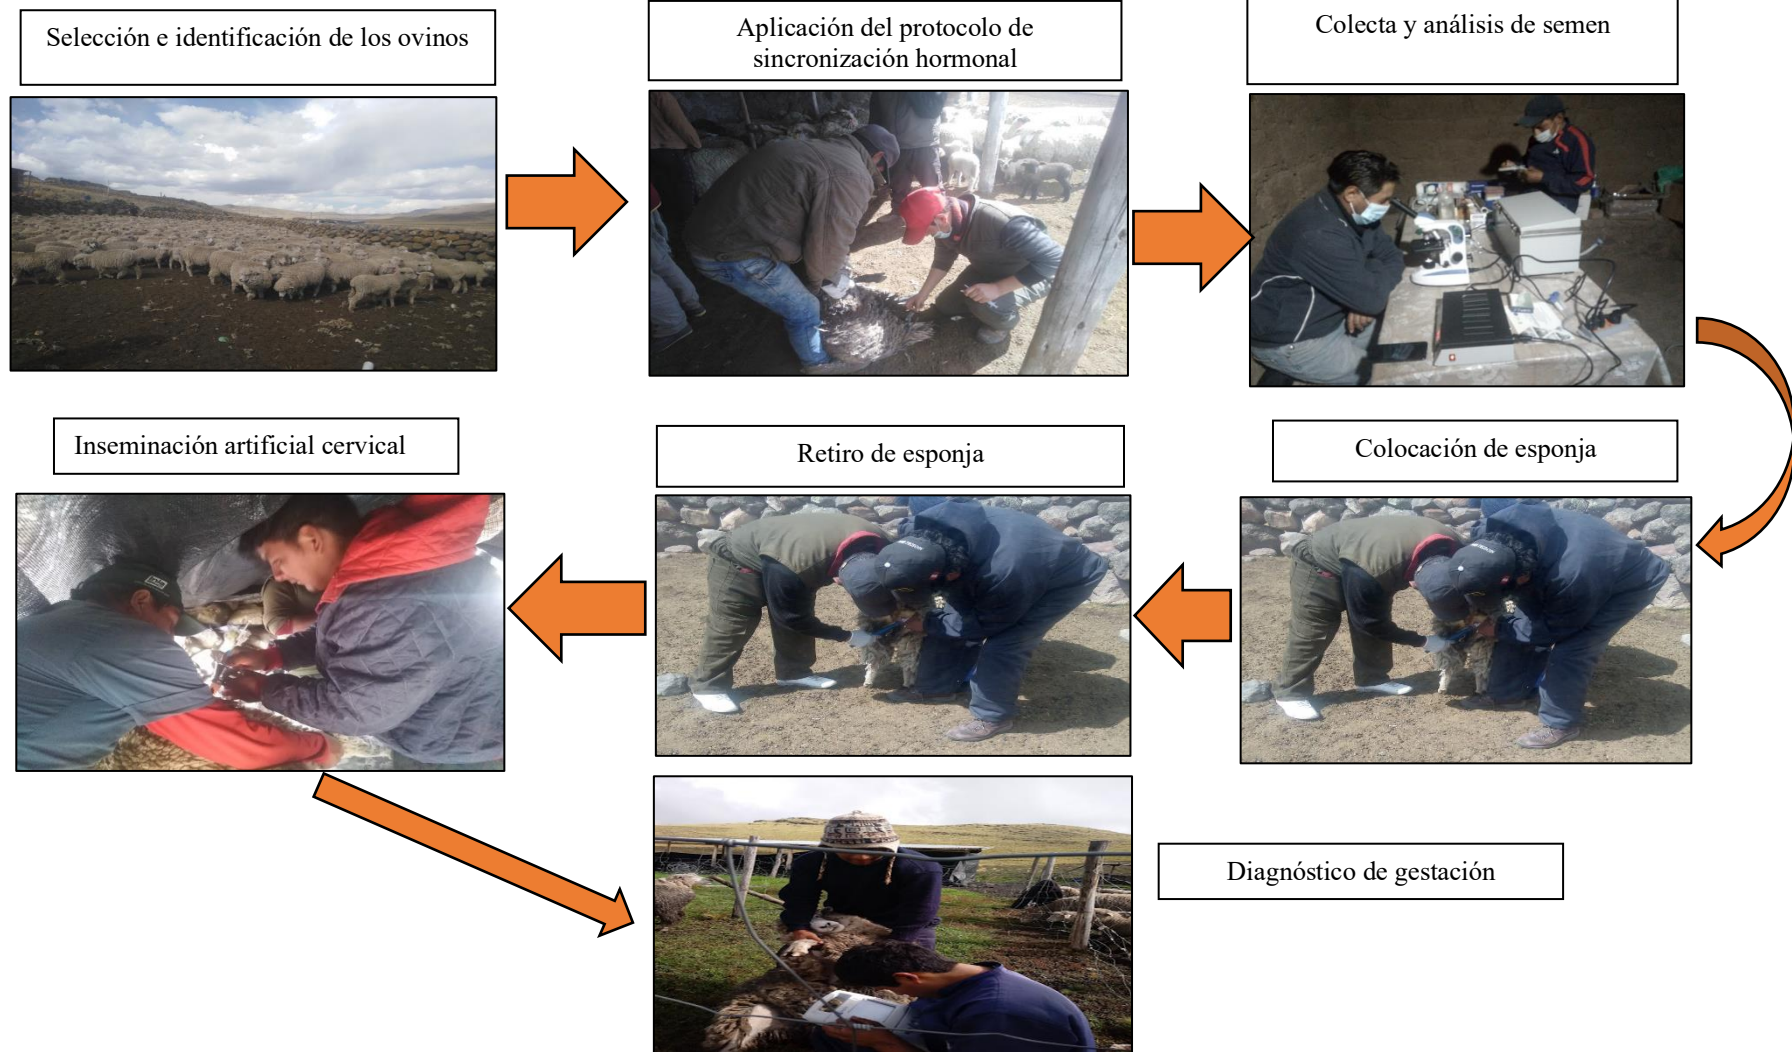 Selección e identificación de los ovinos
Aplicación del protocolo de
sincronización hormonal
Colecta y análisis de semen
Inseminación artificial cervical
Retiro de esponja
Colocación de esponja
Diagnóstico de gestación